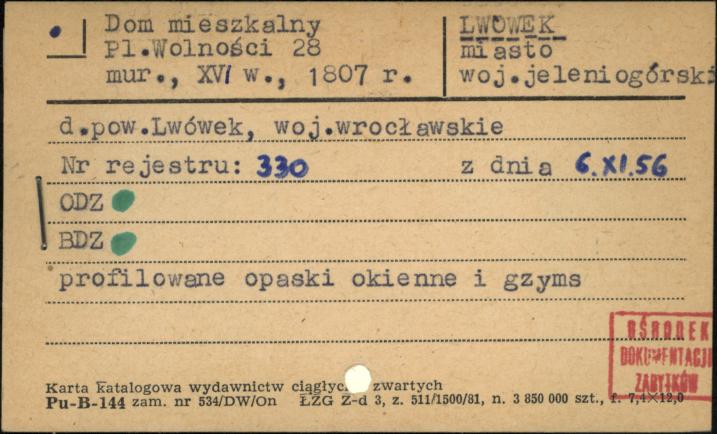 Dom mieszkalny
Pl.Wolności 28
mur., XVI w., 1807 r.
LWÓWEK
miasto
woj.jeleniogórski
d.pow.Lwówek, woj.wrocławskie
Nr rejestru: 330 z dnia 6.XI.56
ODZ
BDZ
profilowane opaski okienne i gzyms
OŚRODEK
DOKUMENTACJI
ZABYTKÓW
Karta katalogowa wydawnictw ciągłych zwartych
Pu-B-144 zam. nr 534/DW/On ŁZG Z-d 3, z. 511/1500/81, n. 3 850 000 szt., f. 7,4×12,0